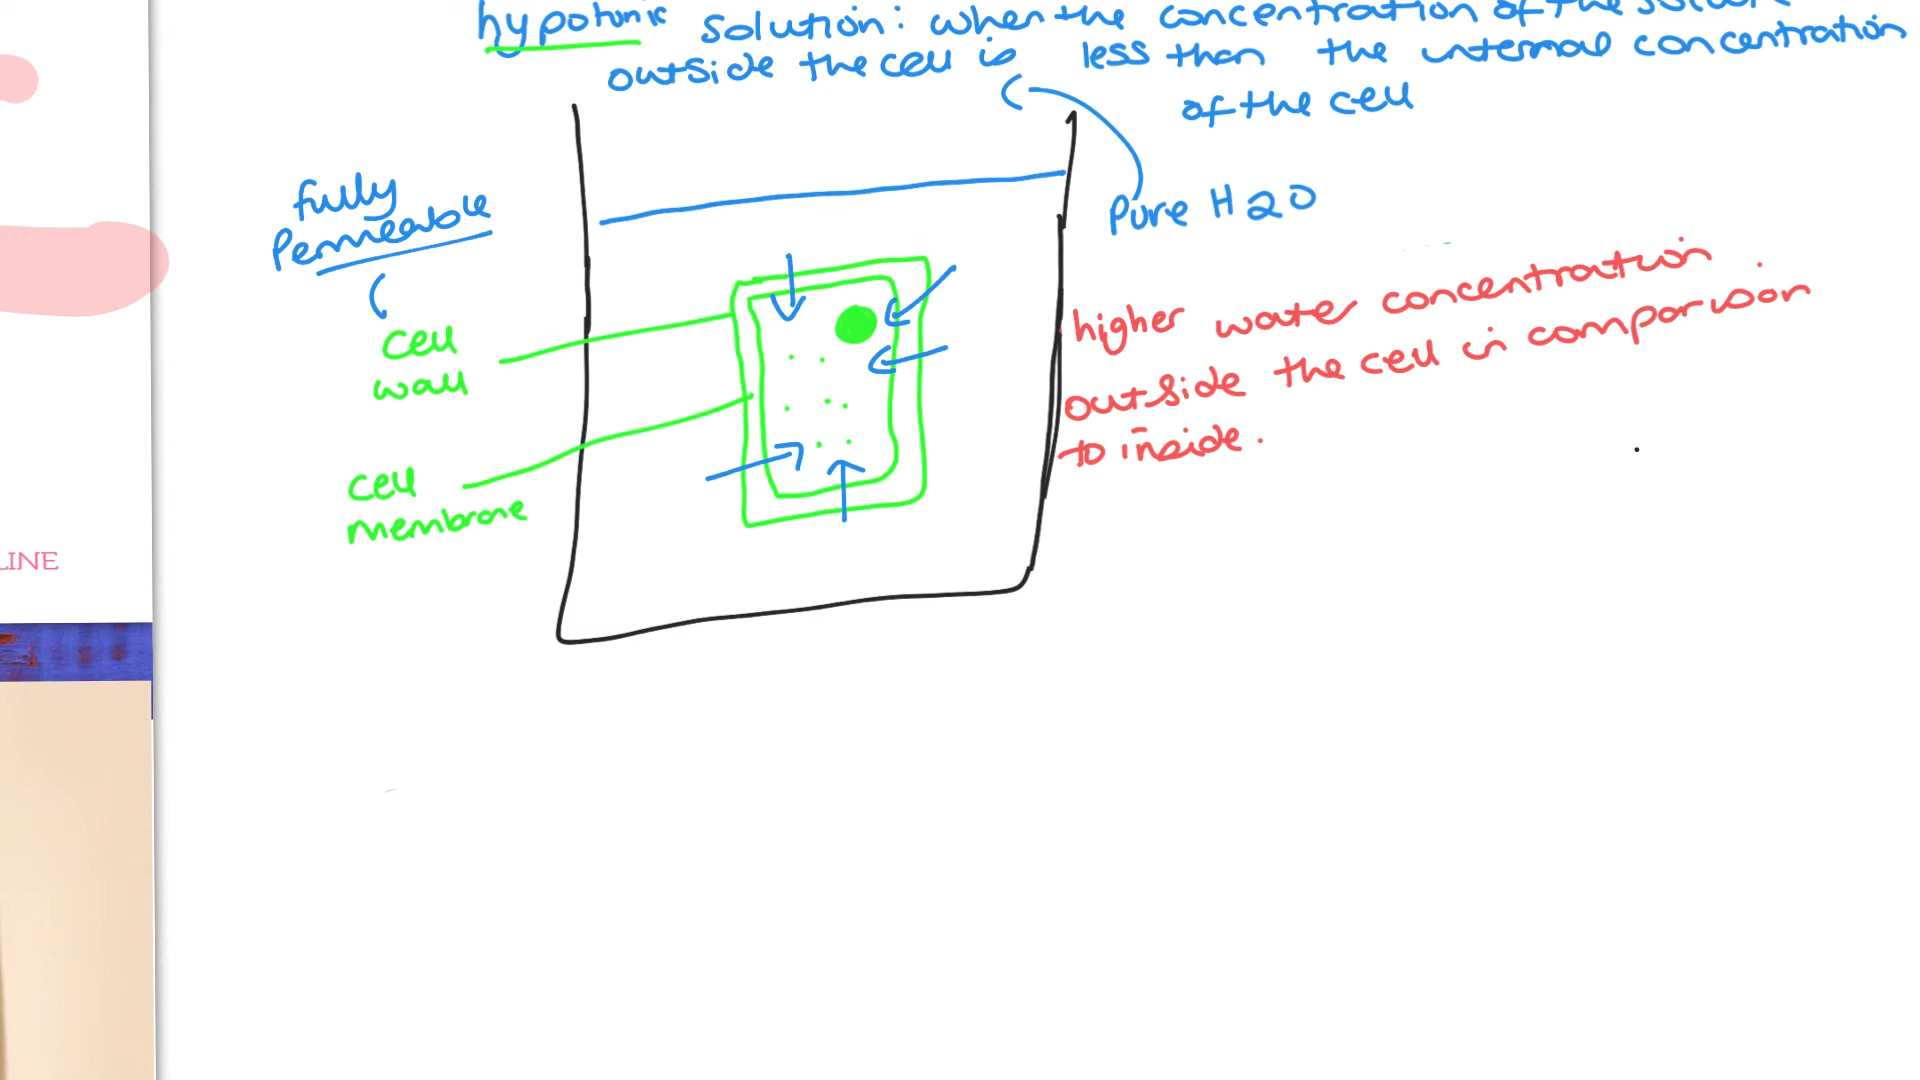 hypotonic solution: when the concentration of the solute
outside the cell is less than the internal concentration
of the cell
fully
Permeable
Pure H2O
cell
wall
higher water concentration
outside the cell in comparison
to inside.
cell
membrane
LINE